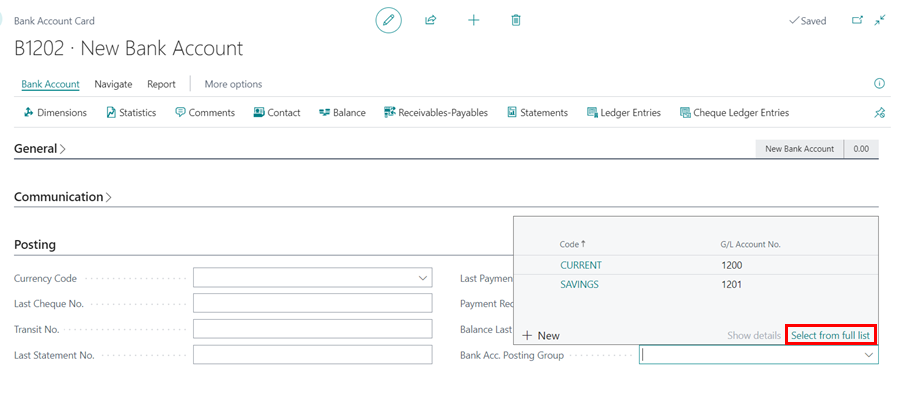 Bank Account Card
Saved
B1202 · New Bank Account
Bank Account Navigate Report More options
Dimensions Statistics Comments Contact Balance Receivables-Payables Statements Ledger Entries Cheque Ledger Entries
General New Bank Account 0.00
Communication
Posting
Code ↑ G/L Account No.
CURRENT 1200
SAVINGS 1201
+ New Show details Select from full list
Currency Code Last Paymen
Last Cheque No. Payment Rec
Transit No. Balance Last
Last Statement No. Bank Acc. Posting Group